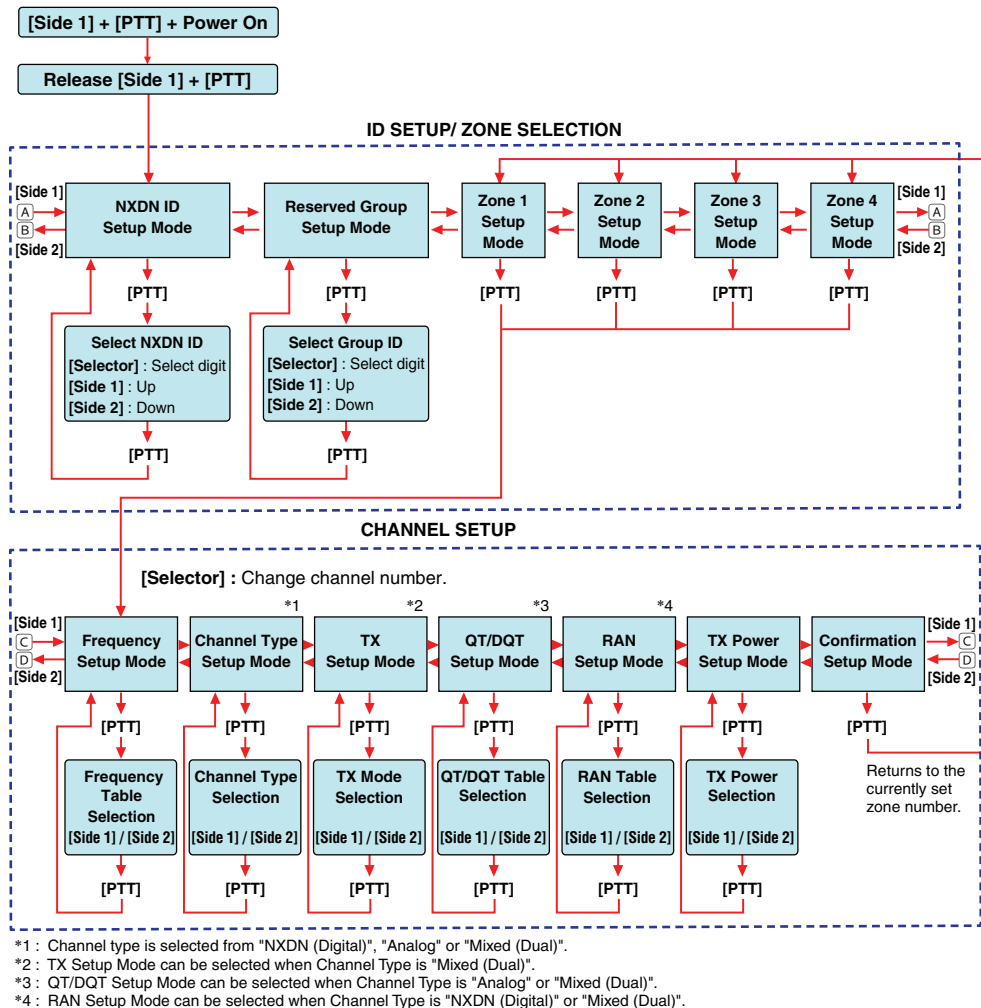 [Side 1] + [PTT] + Power On
Release [Side 1] + [PTT]
ID SETUP/ ZONE SELECTION
[Side 1]
A
B
[Side 2]
NXDN ID
Setup Mode
Reserved Group
Setup Mode
Zone 1
Setup
Mode
Zone 2
Setup
Mode
Zone 3
Setup
Mode
Zone 4
Setup
Mode
[Side 1]
A
B
[Side 2]
[PTT]
[PTT]
[PTT]
[PTT]
[PTT]
[PTT]
Select NXDN ID
[Selector] : Select digit
[Side 1] : Up
[Side 2] : Down
Select Group ID
[Selector] : Select digit
[Side 1] : Up
[Side 2] : Down
[PTT]
[PTT]
CHANNEL SETUP
[Selector] : Change channel number.
*1
*2
*3
*4
[Side 1]
C
D
[Side 2]
Frequency
Setup Mode
Channel Type
Setup Mode
TX
Setup Mode
QT/DQT
Setup Mode
RAN
Setup Mode
TX Power
Setup Mode
Confirmation
Setup Mode
[Side 1]
C
D
[Side 2]
[PTT]
[PTT]
[PTT]
[PTT]
[PTT]
[PTT]
[PTT]
Frequency
Table
Selection
[Side 1] / [Side 2]
Channel Type
Selection
[Side 1] / [Side 2]
TX Mode
Selection
[Side 1] / [Side 2]
QT/DQT Table
Selection
[Side 1] / [Side 2]
RAN Table
Selection
[Side 1] / [Side 2]
TX Power
Selection
[Side 1] / [Side 2]
Returns to the
currently set
zone number.
[PTT]
[PTT]
[PTT]
[PTT]
[PTT]
[PTT]
*1 : Channel type is selected from "NXDN (Digital)", "Analog" or "Mixed (Dual)".
*2 : TX Setup Mode can be selected when Channel Type is "Mixed (Dual)".
*3 : QT/DQT Setup Mode can be selected when Channel Type is "Analog" or "Mixed (Dual)".
*4 : RAN Setup Mode can be selected when Channel Type is "NXDN (Digital)" or "Mixed (Dual)".